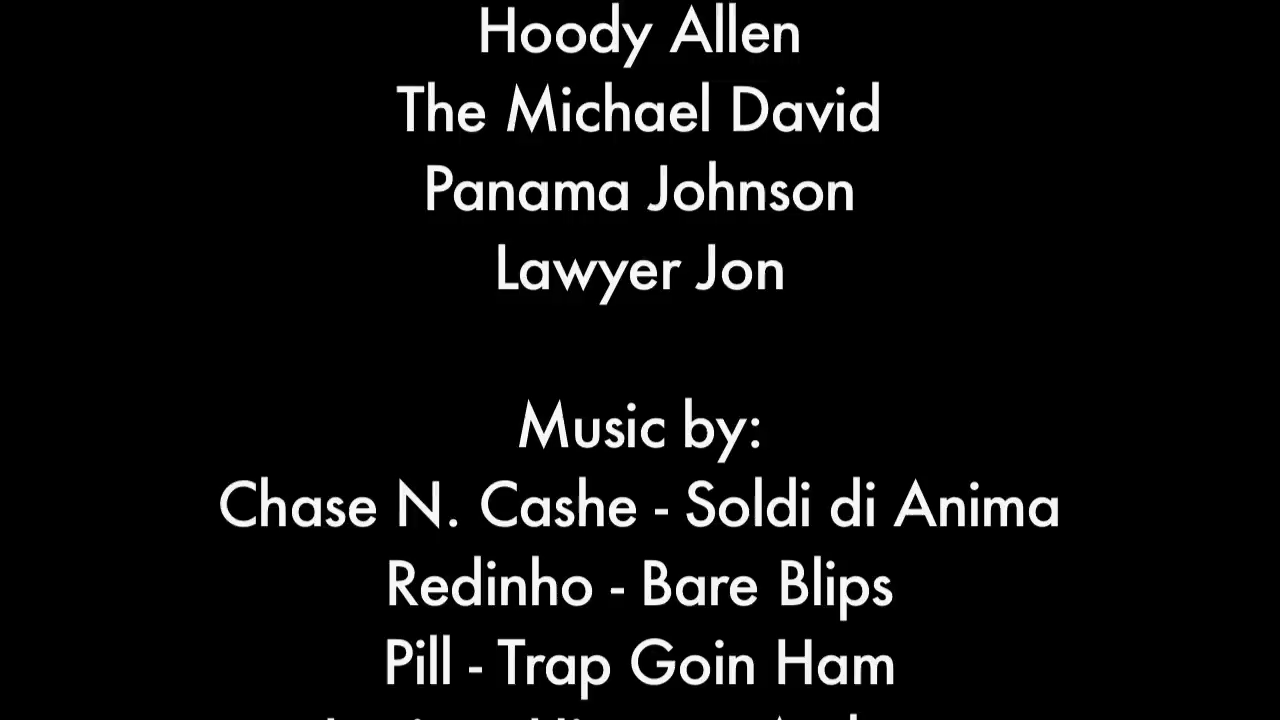 Hoody Allen
The Michael David
Panama Johnson
Lawyer Jon
Music by:
Chase N. Cashe - Soldi di Anima
Redinho - Bare Blips
Pill - Trap Goin Ham